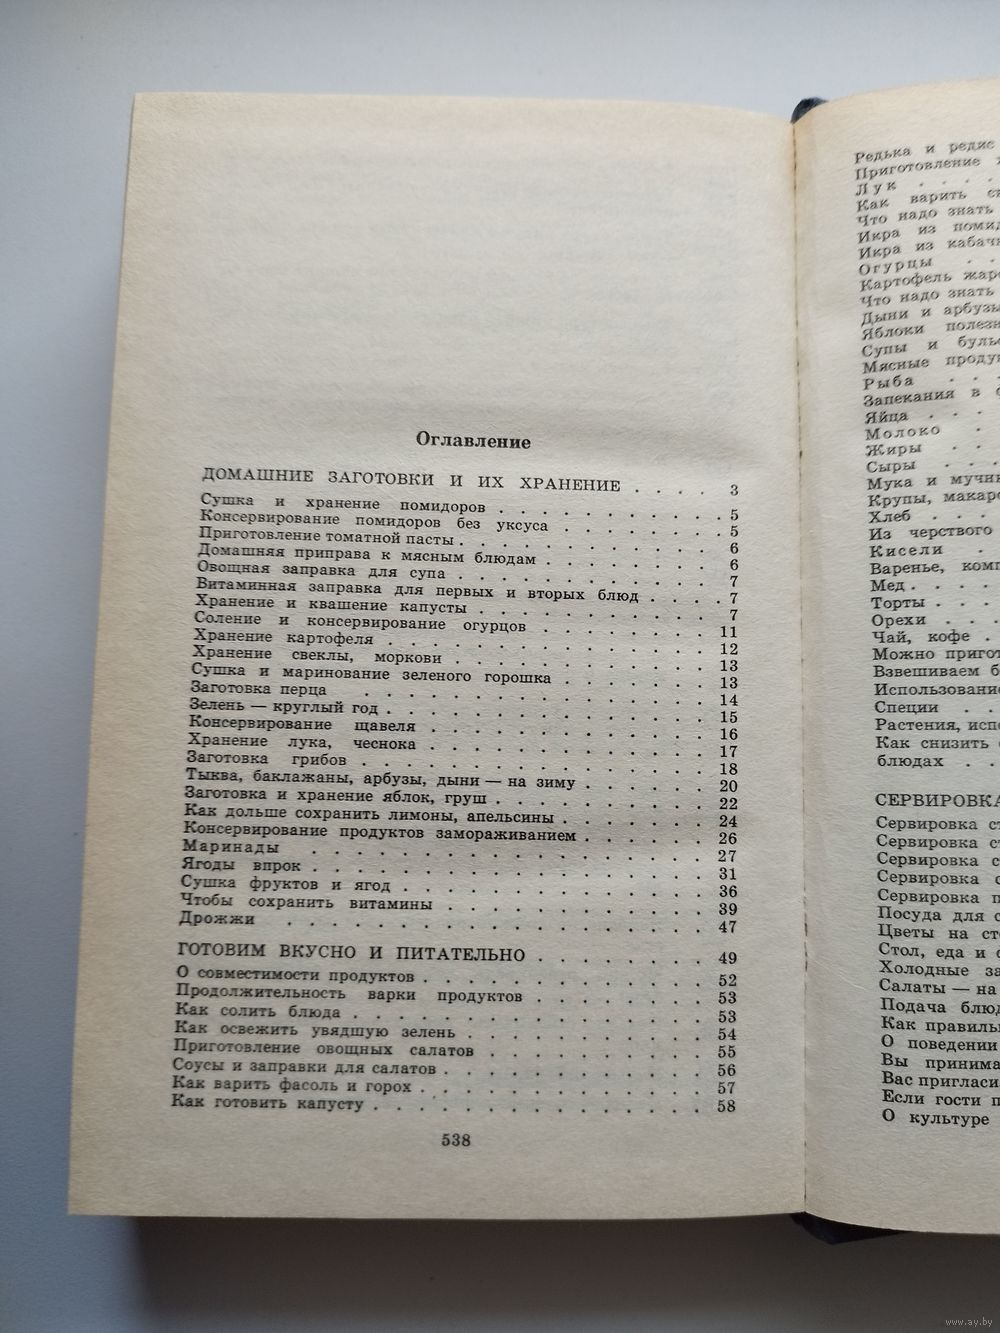 Оглавление
ДОМАШНИЕ ЗАГОТОВКИ И ИХ ХРАНЕНИЕ . . . . 3
Сушка и хранение помидоров . . . . . . . . . . . 5
Консервирование помидоров без уксуса . . . . . . . . 5
Приготовление томатной пасты . . . . . . . . . . . 6
Домашняя приправа к мясным блюдам . . . . . . . . 6
Овощная заправка для супа . . . . . . . . . . . 7
Витаминная заправка для первых и вторых блюд . . . . 7
Хранение и квашение капусты . . . . . . . . . . 7
Соление и консервирование огурцов . . . . . . . . 11
Хранение картофеля . . . . . . . . . . . . . 12
Хранение свеклы, моркови . . . . . . . . . . . 13
Сушка и маринование зеленого горошка . . . . . . . 13
Заготовка перца . . . . . . . . . . . . . 14
Зелень — круглый год . . . . . . . . . . . . . 15
Консервирование щавеля . . . . . . . . . . . . 16
Хранение лука, чеснока . . . . . . . . . . . . 17
Заготовка грибов . . . . . . . . . . . . . . 18
Тыква, баклажаны, арбузы, дыни — на зиму . . . . . . 20
Заготовка и хранение яблок, груш . . . . . . . . . 22
Как дольше сохранить лимоны, апельсины . . . . . . . 24
Консервирование продуктов замораживанием . . . . . . 26
Маринады . . . . . . . . . . . . . . 27
Ягоды впрок . . . . . . . . . . . . . . 31
Сушка фруктов и ягод . . . . . . . . . . . . 36
Чтобы сохранить витамины . . . . . . . . . . . 39
Дрожжи . . . . . . . . . . . . . . . 47
ГОТОВИМ ВКУСНО И ПИТАТЕЛЬНО . . . . . . . 49
О совместимости продуктов . . . . . . . . . . . 52
Продолжительность варки продуктов . . . . . . . . 53
Как солить блюда . . . . . . . . . . . . . . 53
Как освежить увядшую зелень . . . . . . . . . . 54
Приготовление овощных салатов . . . . . . . . . 55
Соусы и заправки для салатов . . . . . . . . . . 56
Как варить фасоль и горох . . . . . . . . . . . 57
Как готовить капусту . . . . . . . . . . . . . 58
538
Редька и редис
Приготовление
Лук . . . .
Как варить
Что надо знать
Икра из
Икра из
Огурцы . .
Картофель
Что надо знать
Дыни и арбузы
Яблоки
Супы и
Мясные
Рыба . . .
Запекания в
Яйца . . .
Молоко .
Жиры . .
Сыры . .
Мука и
Крупы,
Хлеб . . .
Из черствого
Кисели .
Варенье,
Мед . . . .
Торты . . .
Орехи . . .
Чай, кофе .
Можно
Взвешиваем
Использование
Специи . .
Растения,
Как снизить
блюдах . .
СЕРВИРОВКА
Сервировка
Сервировка
Сервировка
Сервировка
Сервировка
Посуда для
Цветы на
Стол, еда и
Холодные
Салаты — на
Подача
Как
О поведении
Вы
Вас
Если гости
О культуре
www.ay.by